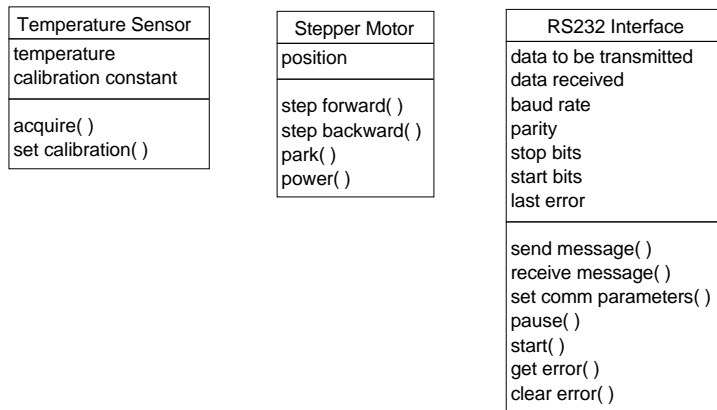 Temperature Sensor
temperature
calibration constant
acquire( )
set calibration( )
Stepper Motor
position
step forward( )
step backward( )
park( )
power( )
RS232 Interface
data to be transmitted
data received
baud rate
parity
stop bits
start bits
last error
send message( )
receive message( )
set comm parameters( )
pause( )
start( )
get error( )
clear error( )